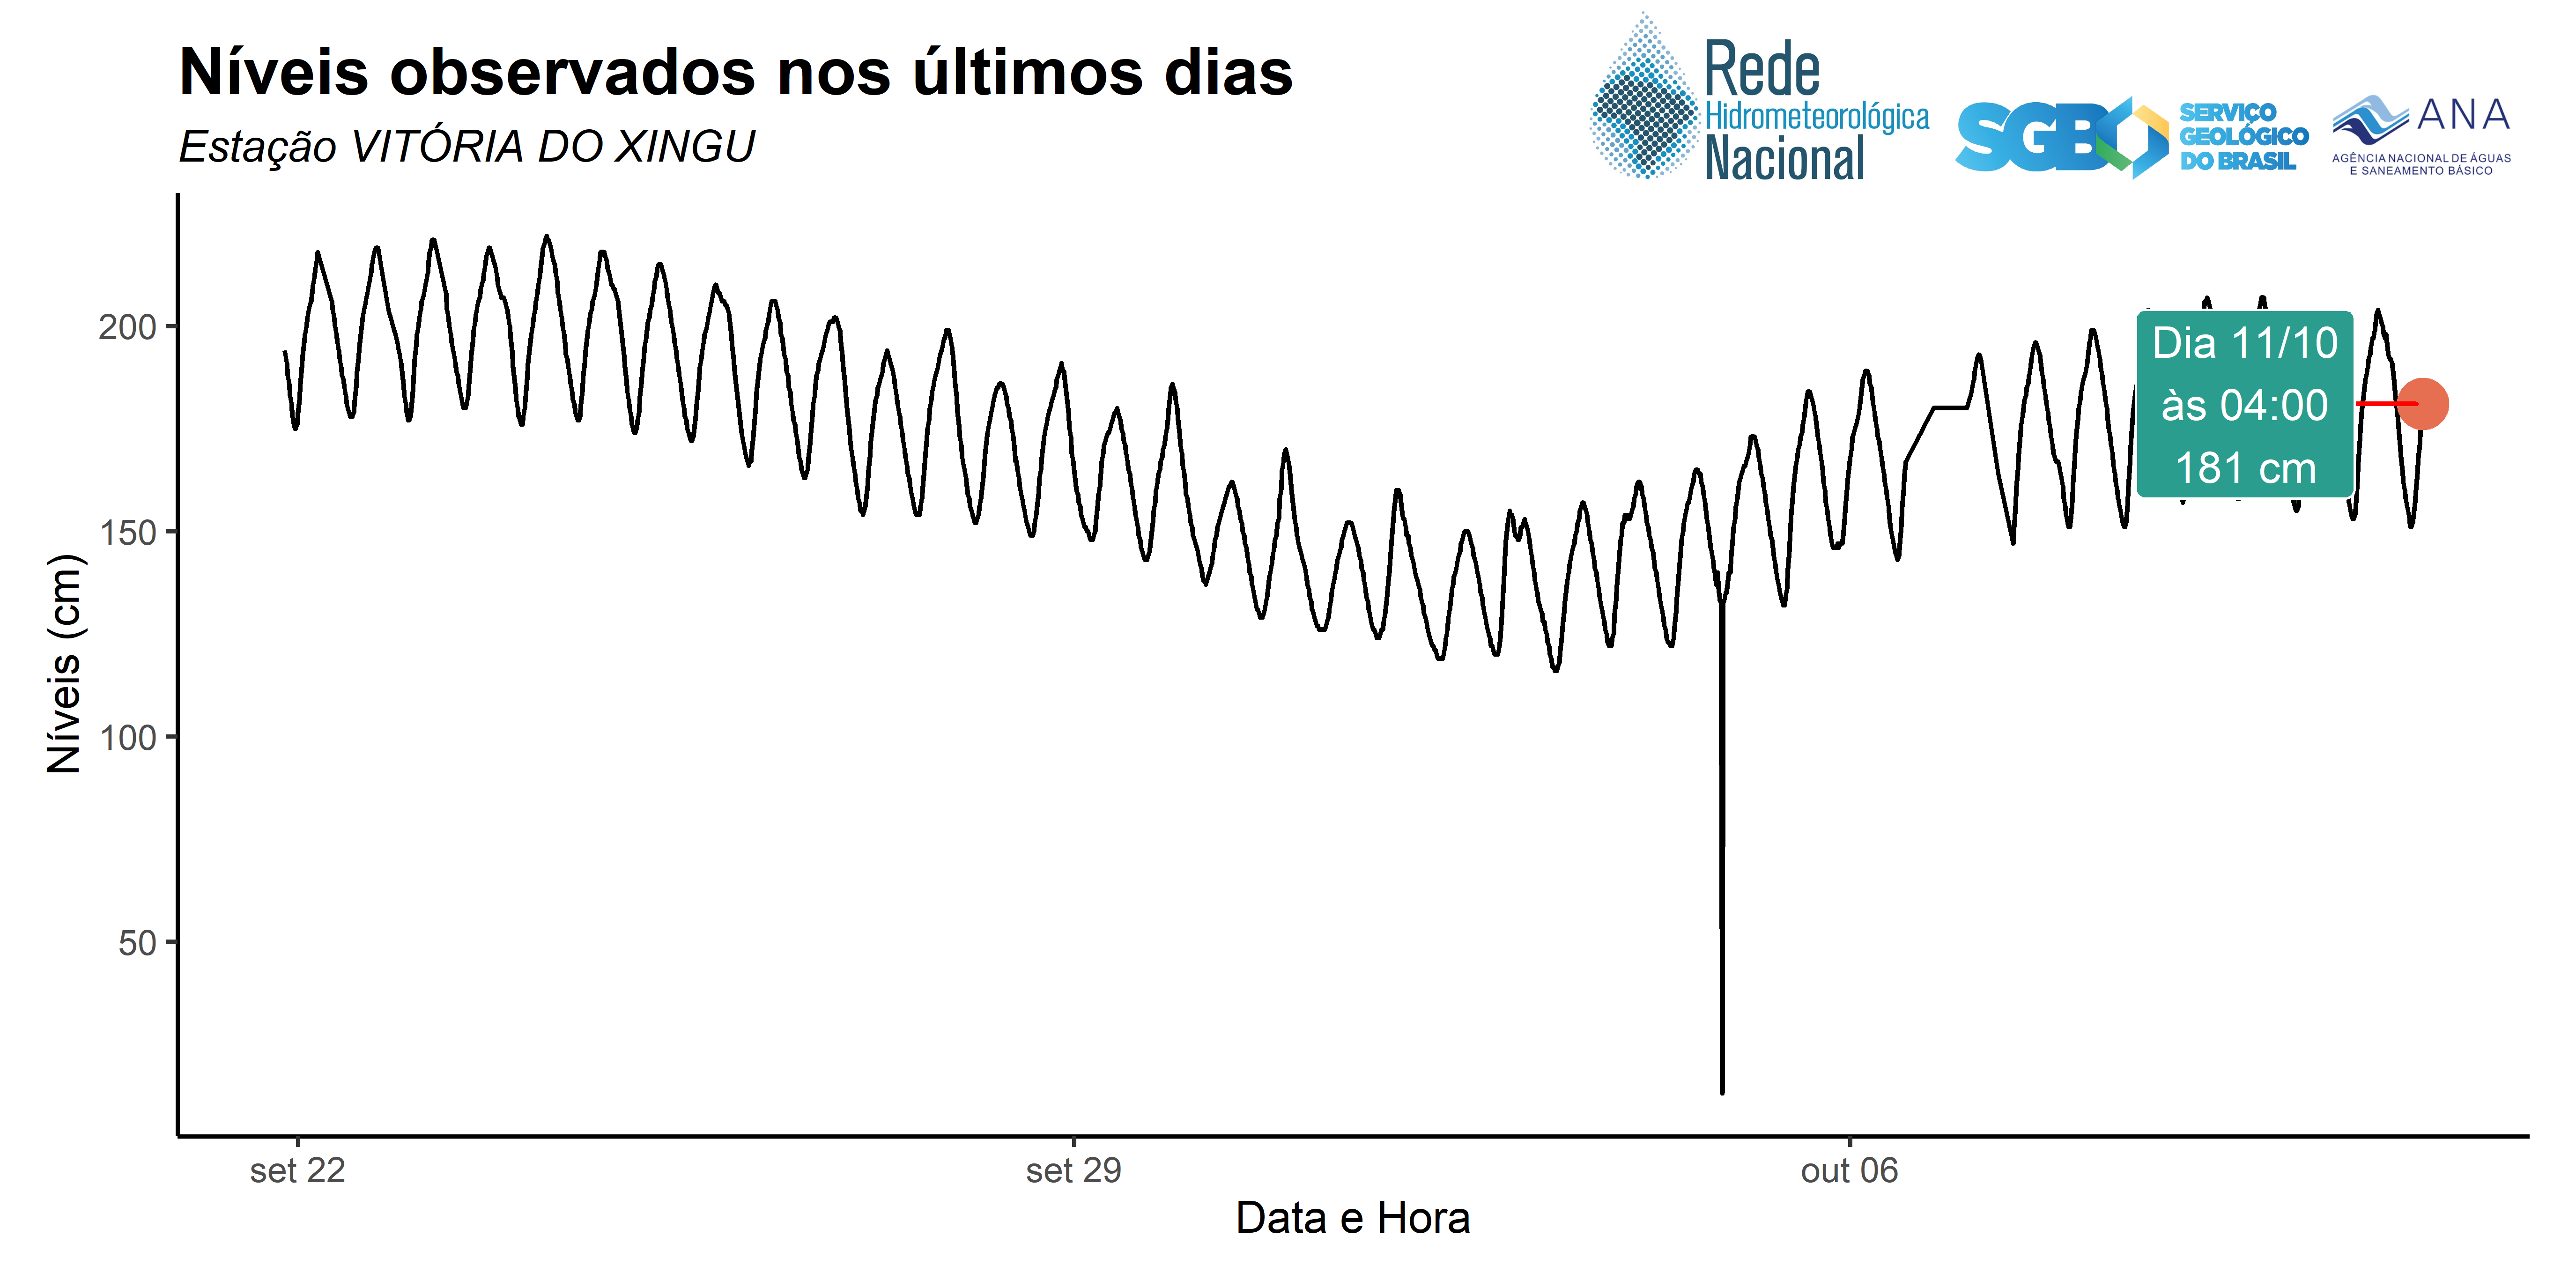 Níveis observados nos últimos dias
Estação VITÓRIA DO XINGU
Rede
Hidrometeorológica
Nacional
SGB
SERVIÇO
GEOLÓGICO
DO BRASIL
ANA
AGÊNCIA NACIONAL DE ÁGUAS
E SANEAMENTO BÁSICO
Níveis (cm)
200
150
100
50
Dia 11/10
às 04:00
181 cm
set 22
set 29
out 06
Data e Hora